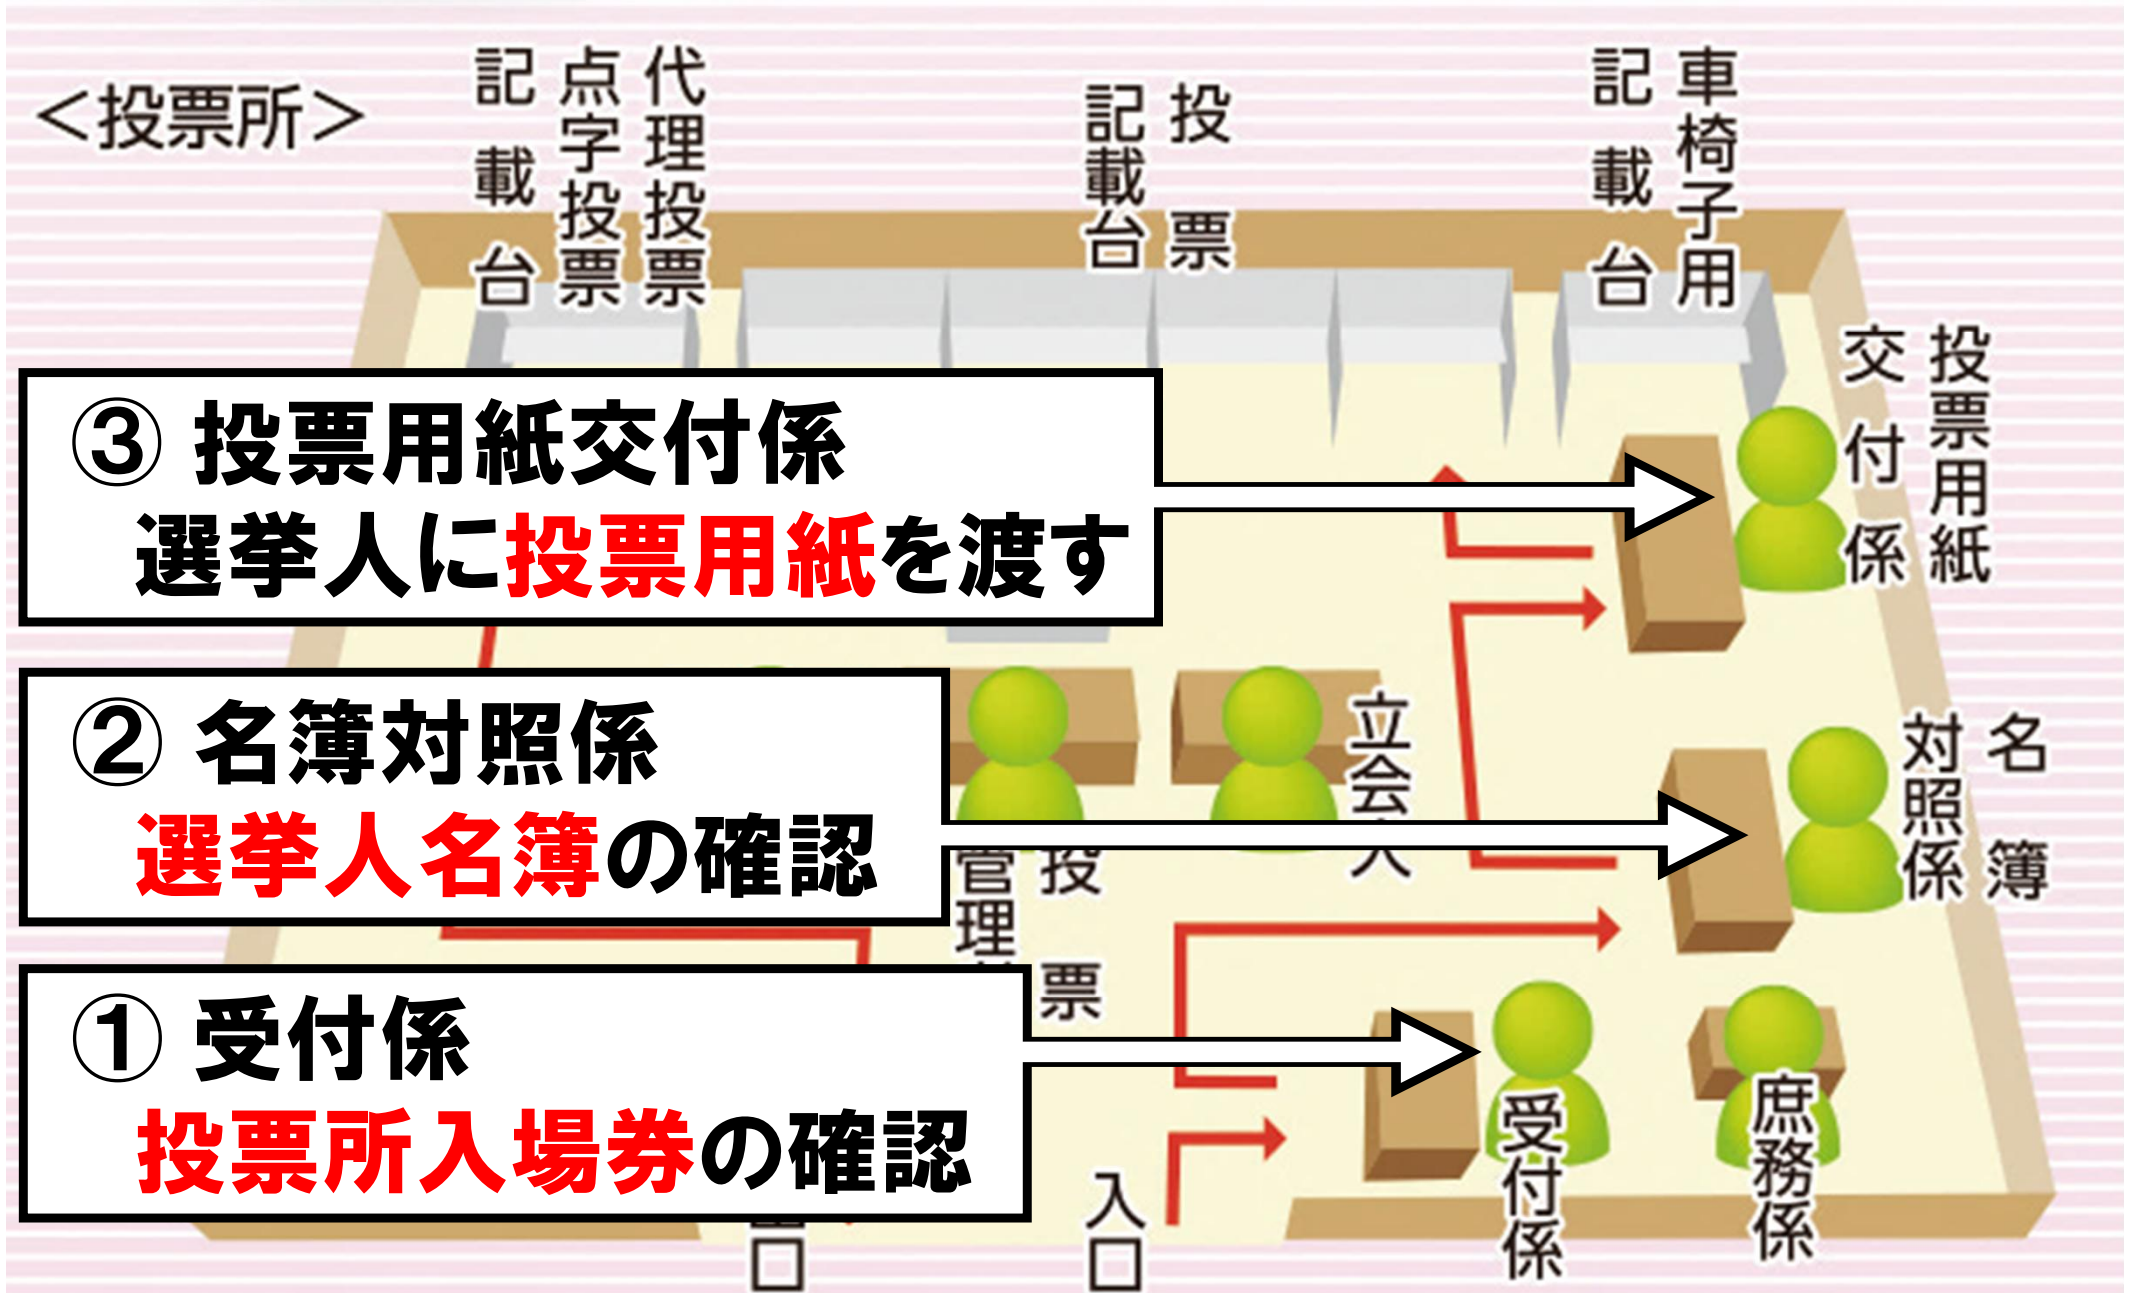 <投票所>
代理投票
点字投票
記載台
投票
記載台
車椅子用
記載台
投票用紙
交付係
③ 投票用紙交付係
選挙人に投票用紙を渡す
名簿
対照係
立会人
② 名簿対照係
選挙人名簿の確認
投票
管理
① 受付係
投票所入場券の確認
受付係
庶務係
入口
出口